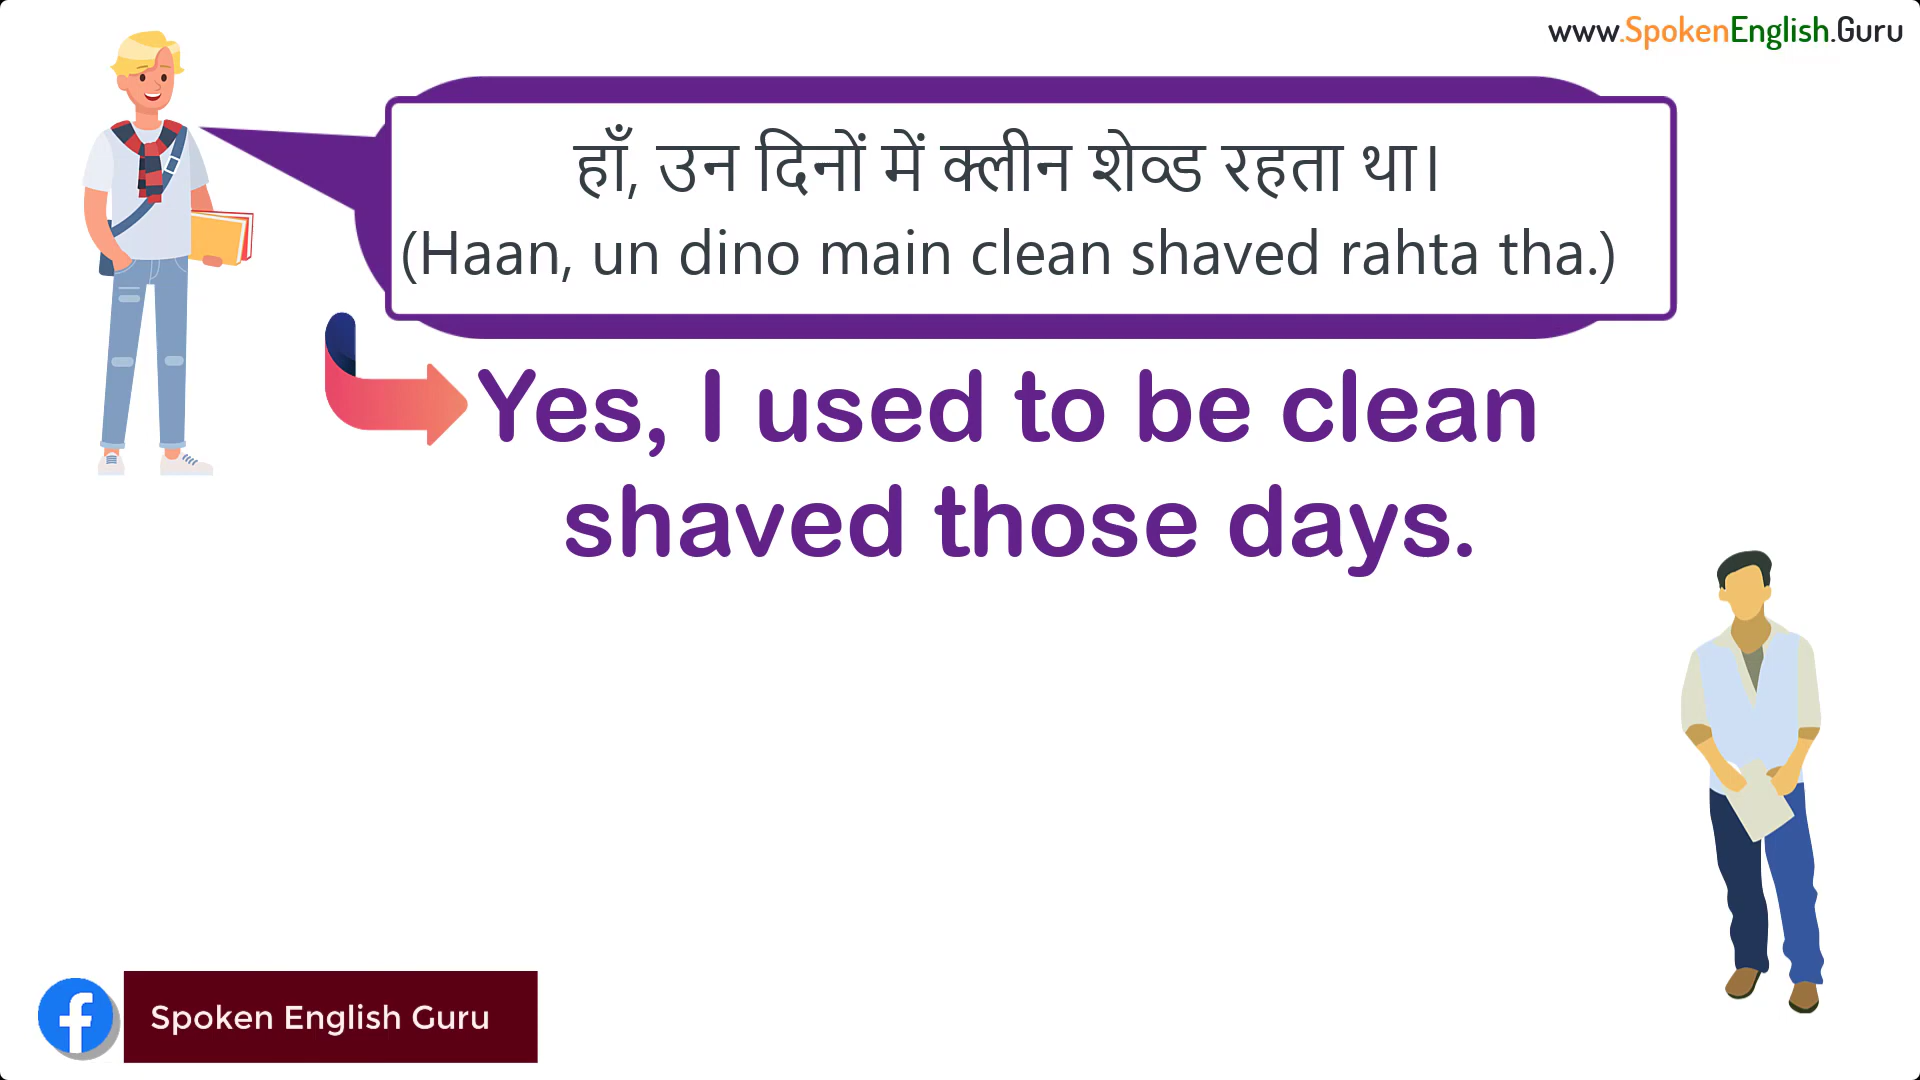 www.SpokenEnglish.Guru
हाँ, उन दिनों में क्लीन शेव्ड रहता था।
(Haan, un dino main clean shaved rahta tha.)
Yes, I used to be clean
shaved those days.
Spoken English Guru